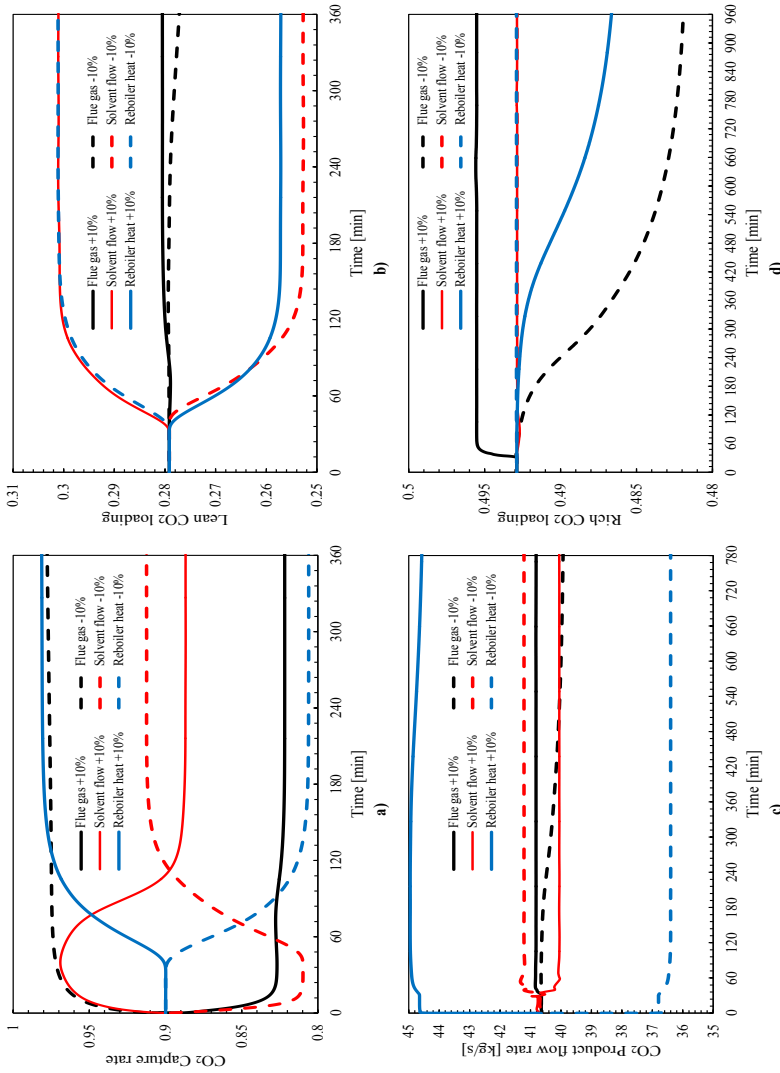 CO2 Capture rate
1
0.95
0.9
0.85
0.8
Flue gas +10%
Flue gas -10%
Solvent flow +10%
Solvent flow -10%
Reboiler heat +10%
Reboiler heat -10%
0 60 120 180 240 300 360
Time [min]
a)
Lean CO2 loading
0.31
0.3
0.29
0.28
0.27
0.26
0.25
Flue gas +10%
Flue gas -10%
Solvent flow +10%
Solvent flow -10%
Reboiler heat +10%
Reboiler heat -10%
0 60 120 180 240 300 360
Time [min]
b)
CO2 Product flow rate [kg/s]
45
44
43
42
41
40
39
38
37
36
35
Flue gas +10%
Flue gas -10%
Solvent flow +10%
Solvent flow -10%
Reboiler heat +10%
Reboiler heat -10%
0 60 120 180 240 300 360 420 480 540 600 660 720 780
Time [min]
c)
Rich CO2 loading
0.5
0.495
0.49
0.485
0.48
Flue gas +10%
Flue gas -10%
Solvent flow +10%
Solvent flow -10%
Reboiler heat +10%
Reboiler heat -10%
0 60 120 180 240 300 360 420 480 540 600 660 720 780 840 900 960
Time [min]
d)